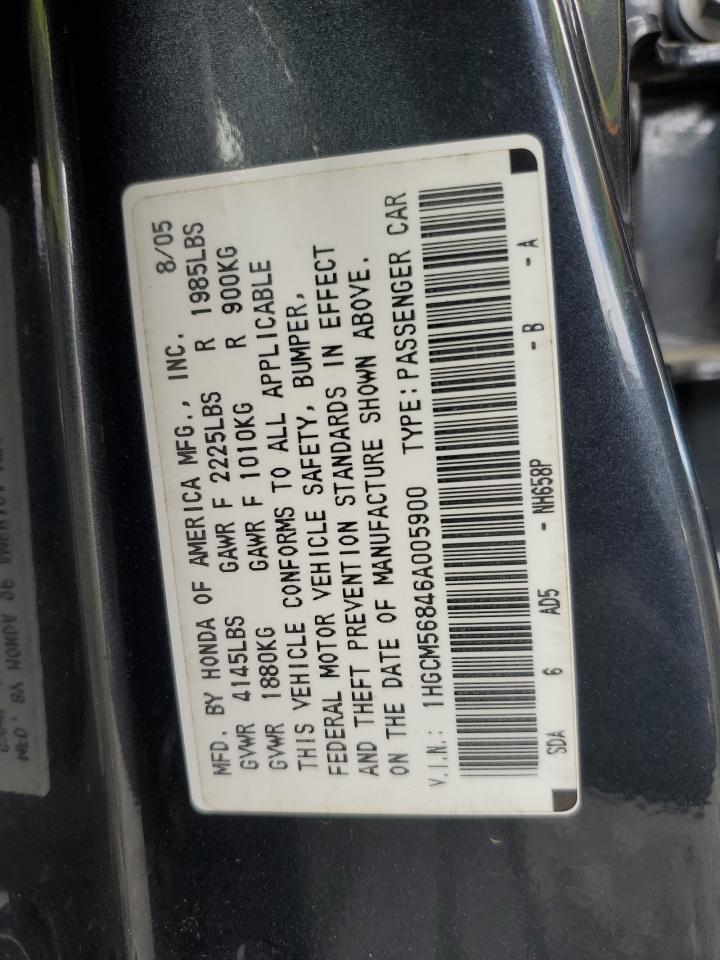 MFD. BY HONDA OF AMERICA MFG., INC. 8/05
GVWR 4145LBS GAWR F 2225LBS R 1985LBS
GVWR 1880KG GAWR F 1010KG R 900KG
THIS VEHICLE CONFORMS TO ALL APPLICABLE
FEDERAL MOTOR VEHICLE SAFETY, BUMPER,
AND THEFT PREVENTION STANDARDS IN EFFECT
ON THE DATE OF MANUFACTURE SHOWN ABOVE.
V.I.N.: 1HGCM56846A005900 TYPE: PASSENGER CAR
SDA 6 AD5 - NH658P - B - A